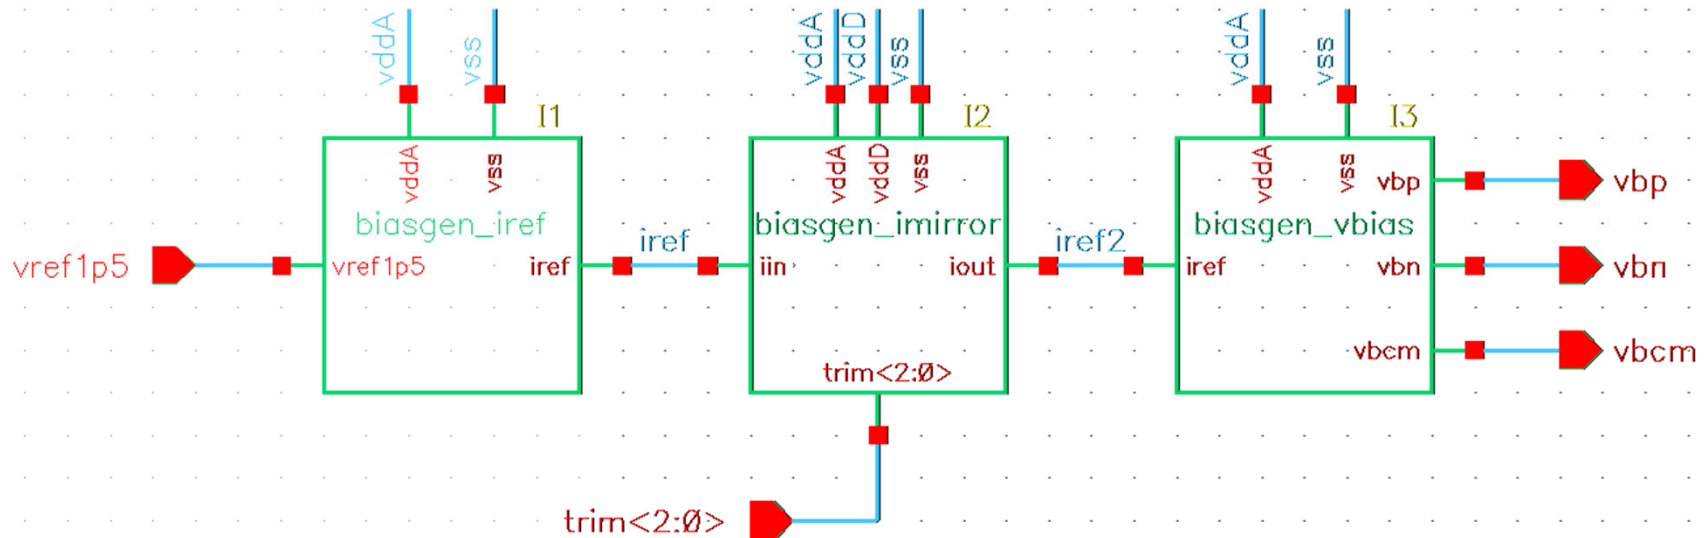 vddA
vss
vddA
vddD
vss
vddA
vss
I1
I2
I3
vddA
vss
vddA
vddD
vss
vddA
vss
vbp
vbp
biasgen_iref
biasgen_imirror
biasgen_vbias
vref1p5
vref1p5
iref
iref
iin
iout
iref2
iref
vbn
vbn
vbcm
vbcm
trim<2:0>
trim<2:0>